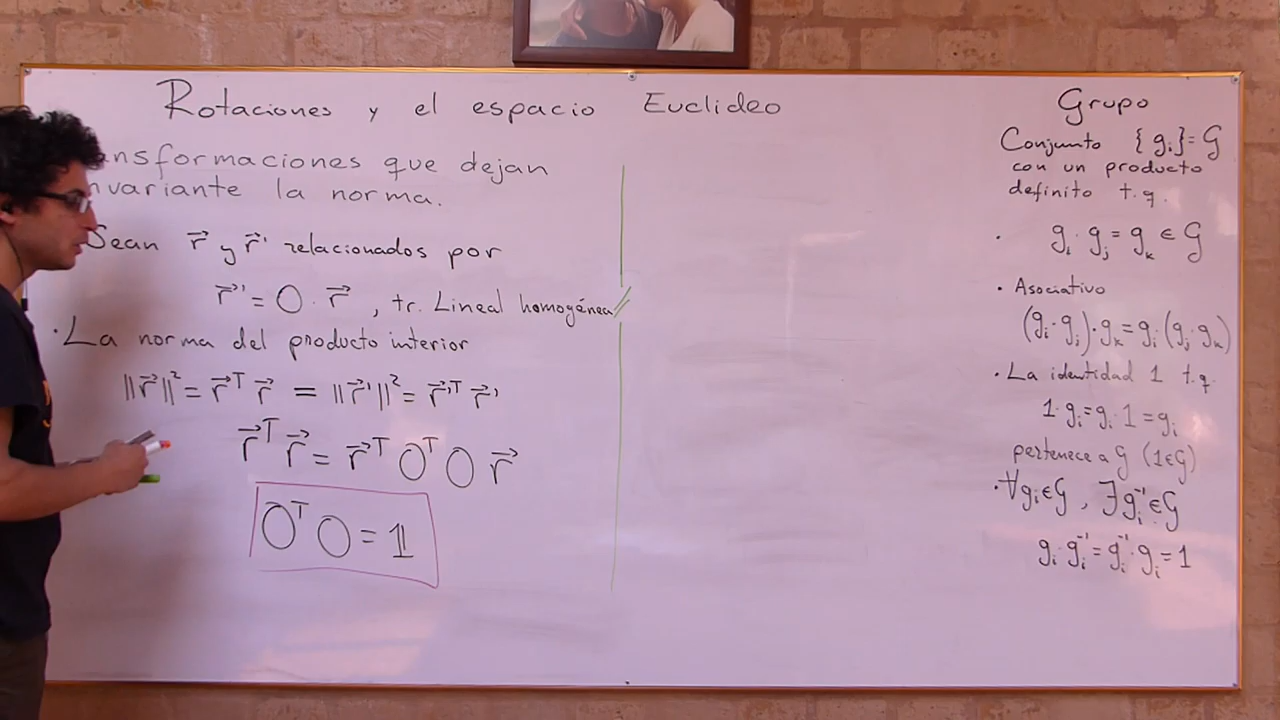 Rotaciones y el espacio Euclideo
ansformaciones que dejan
nvariante la norma.
Sean r⃗ y r⃗' relacionados por
r⃗' = O · r⃗ , tr. Lineal homogénea
· La norma del producto interior
||r⃗||² = r⃗ᵀ r⃗ = ||r⃗'||² = r⃗'ᵀ r⃗'
r⃗ᵀ r⃗ = r⃗ᵀ Oᵀ O r⃗
Oᵀ O = 𝟙
Grupo
Conjunto {gᵢ} = G
con un producto
definito t.q.
· gᵢ · gⱼ = gₖ ∈ G
· Asociativo
(gᵢ · gⱼ) · gₖ = gᵢ (gⱼ · gₖ)
· La identidad 1 t.q.
1 · gᵢ = gᵢ · 1 = gᵢ
pertenece a G (1 ∈ G)
· ∀gᵢ ∈ G , ∃ gᵢ⁻¹ ∈ G
gᵢ · gᵢ⁻¹ = gᵢ⁻¹ · gᵢ = 1